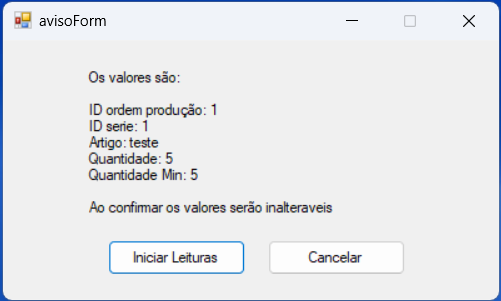 avisoForm
Os valores são:
ID ordem produção: 1
ID serie: 1
Artigo: teste
Quantidade: 5
Quantidade Min: 5
Ao confirmar os valores serão inalteraveis
Iniciar Leituras
Cancelar